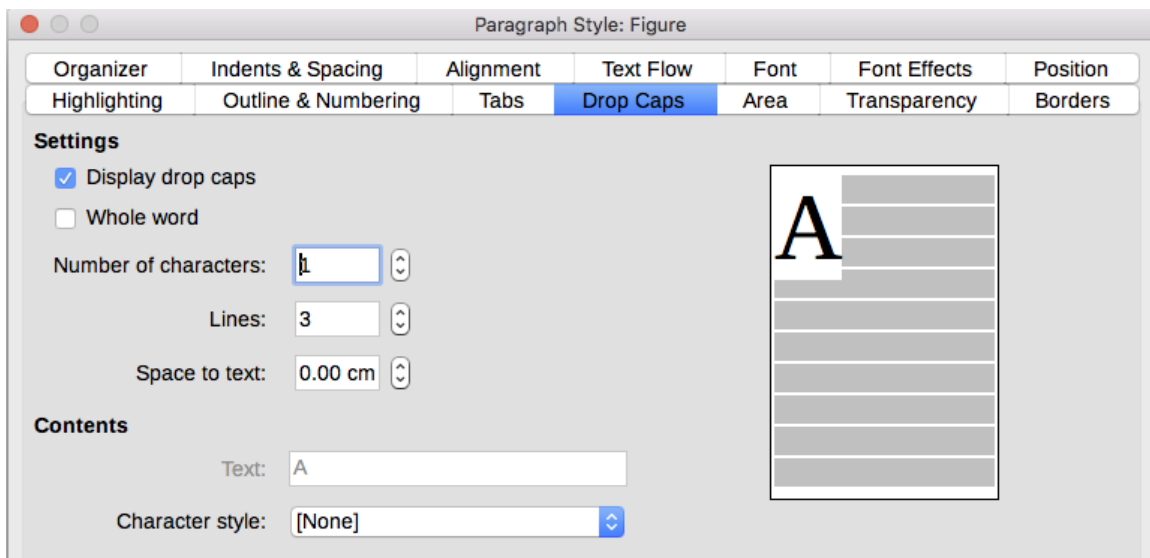 Paragraph Style: Figure
Organizer Indents & Spacing Alignment Text Flow Font Font Effects Position
Highlighting Outline & Numbering Tabs Drop Caps Area Transparency Borders
Settings
Display drop caps
Whole word
Number of characters: 1
Lines: 3
Space to text: 0.00 cm
A
Contents
Text: A
Character style: [None]